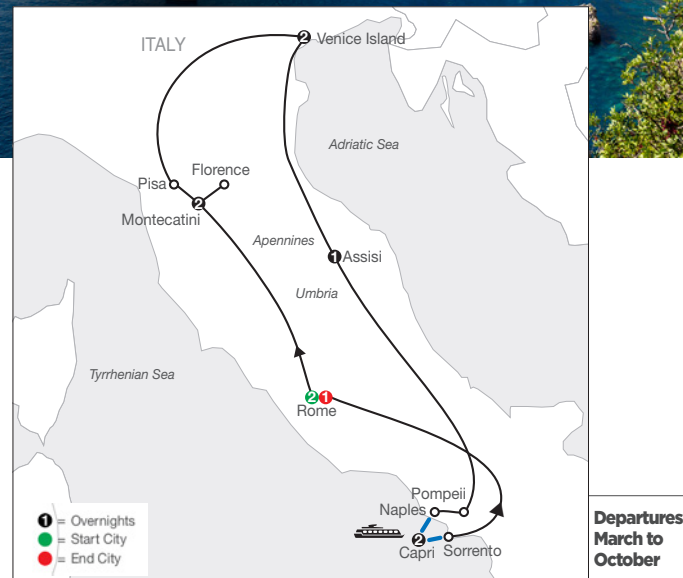 ITALY
2 Venice Island
Adriatic Sea
Florence
Pisa
2
Montecatini
Apennines
1 Assisi
Umbria
Tyrrhenian Sea
2 1
Rome
Pompeii
Naples
2
Capri Sorrento
1 = Overnights
= Start City
= End City
Departures
March to
October